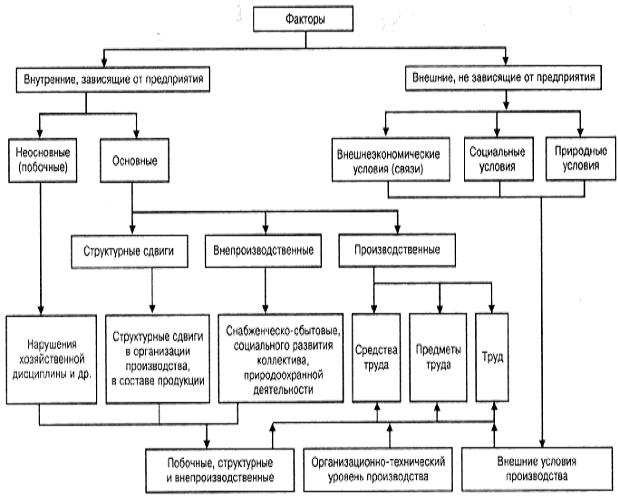 Факторы
Внутренние, зависящие от предприятия
Внешние, не зависящие от предприятия
Неосновные
(побочные)
Основные
Внешнеэкономические
условия (связи)
Социальные
условия
Природные
условия
Структурные сдвиги
Внепроизводственные
Производственные
Нарушения
хозяйственной
дисциплины и др.
Структурные сдвиги
в организации
производства,
в составе продукции
Снабженческо-сбытовые,
социального развития
коллектива,
природоохранной
деятельности
Средства
труда
Предметы
труда
Труд
Побочные, структурные
и внепроизводственные
Организационно-технический
уровень производства
Внешние условия
производства